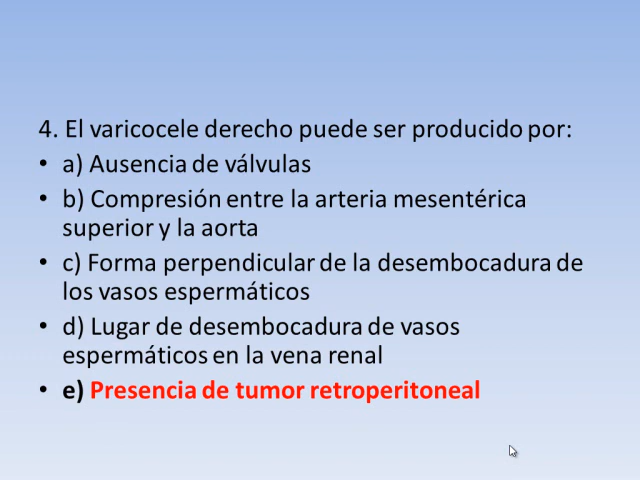 4. El varicocele derecho puede ser producido por:
• a) Ausencia de válvulas
• b) Compresión entre la arteria mesentérica
superior y la aorta
• c) Forma perpendicular de la desembocadura de
los vasos espermáticos
• d) Lugar de desembocadura de vasos
espermáticos en la vena renal
• e) Presencia de tumor retroperitoneal